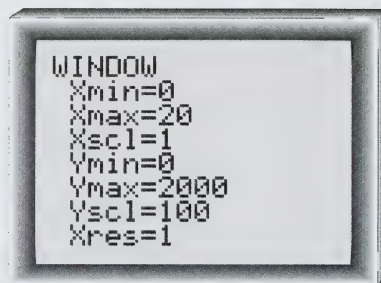 WINDOW
Xmin=0
Xmax=20
Xscl=1
Ymin=0
Ymax=2000
Yscl=100
Xres=1